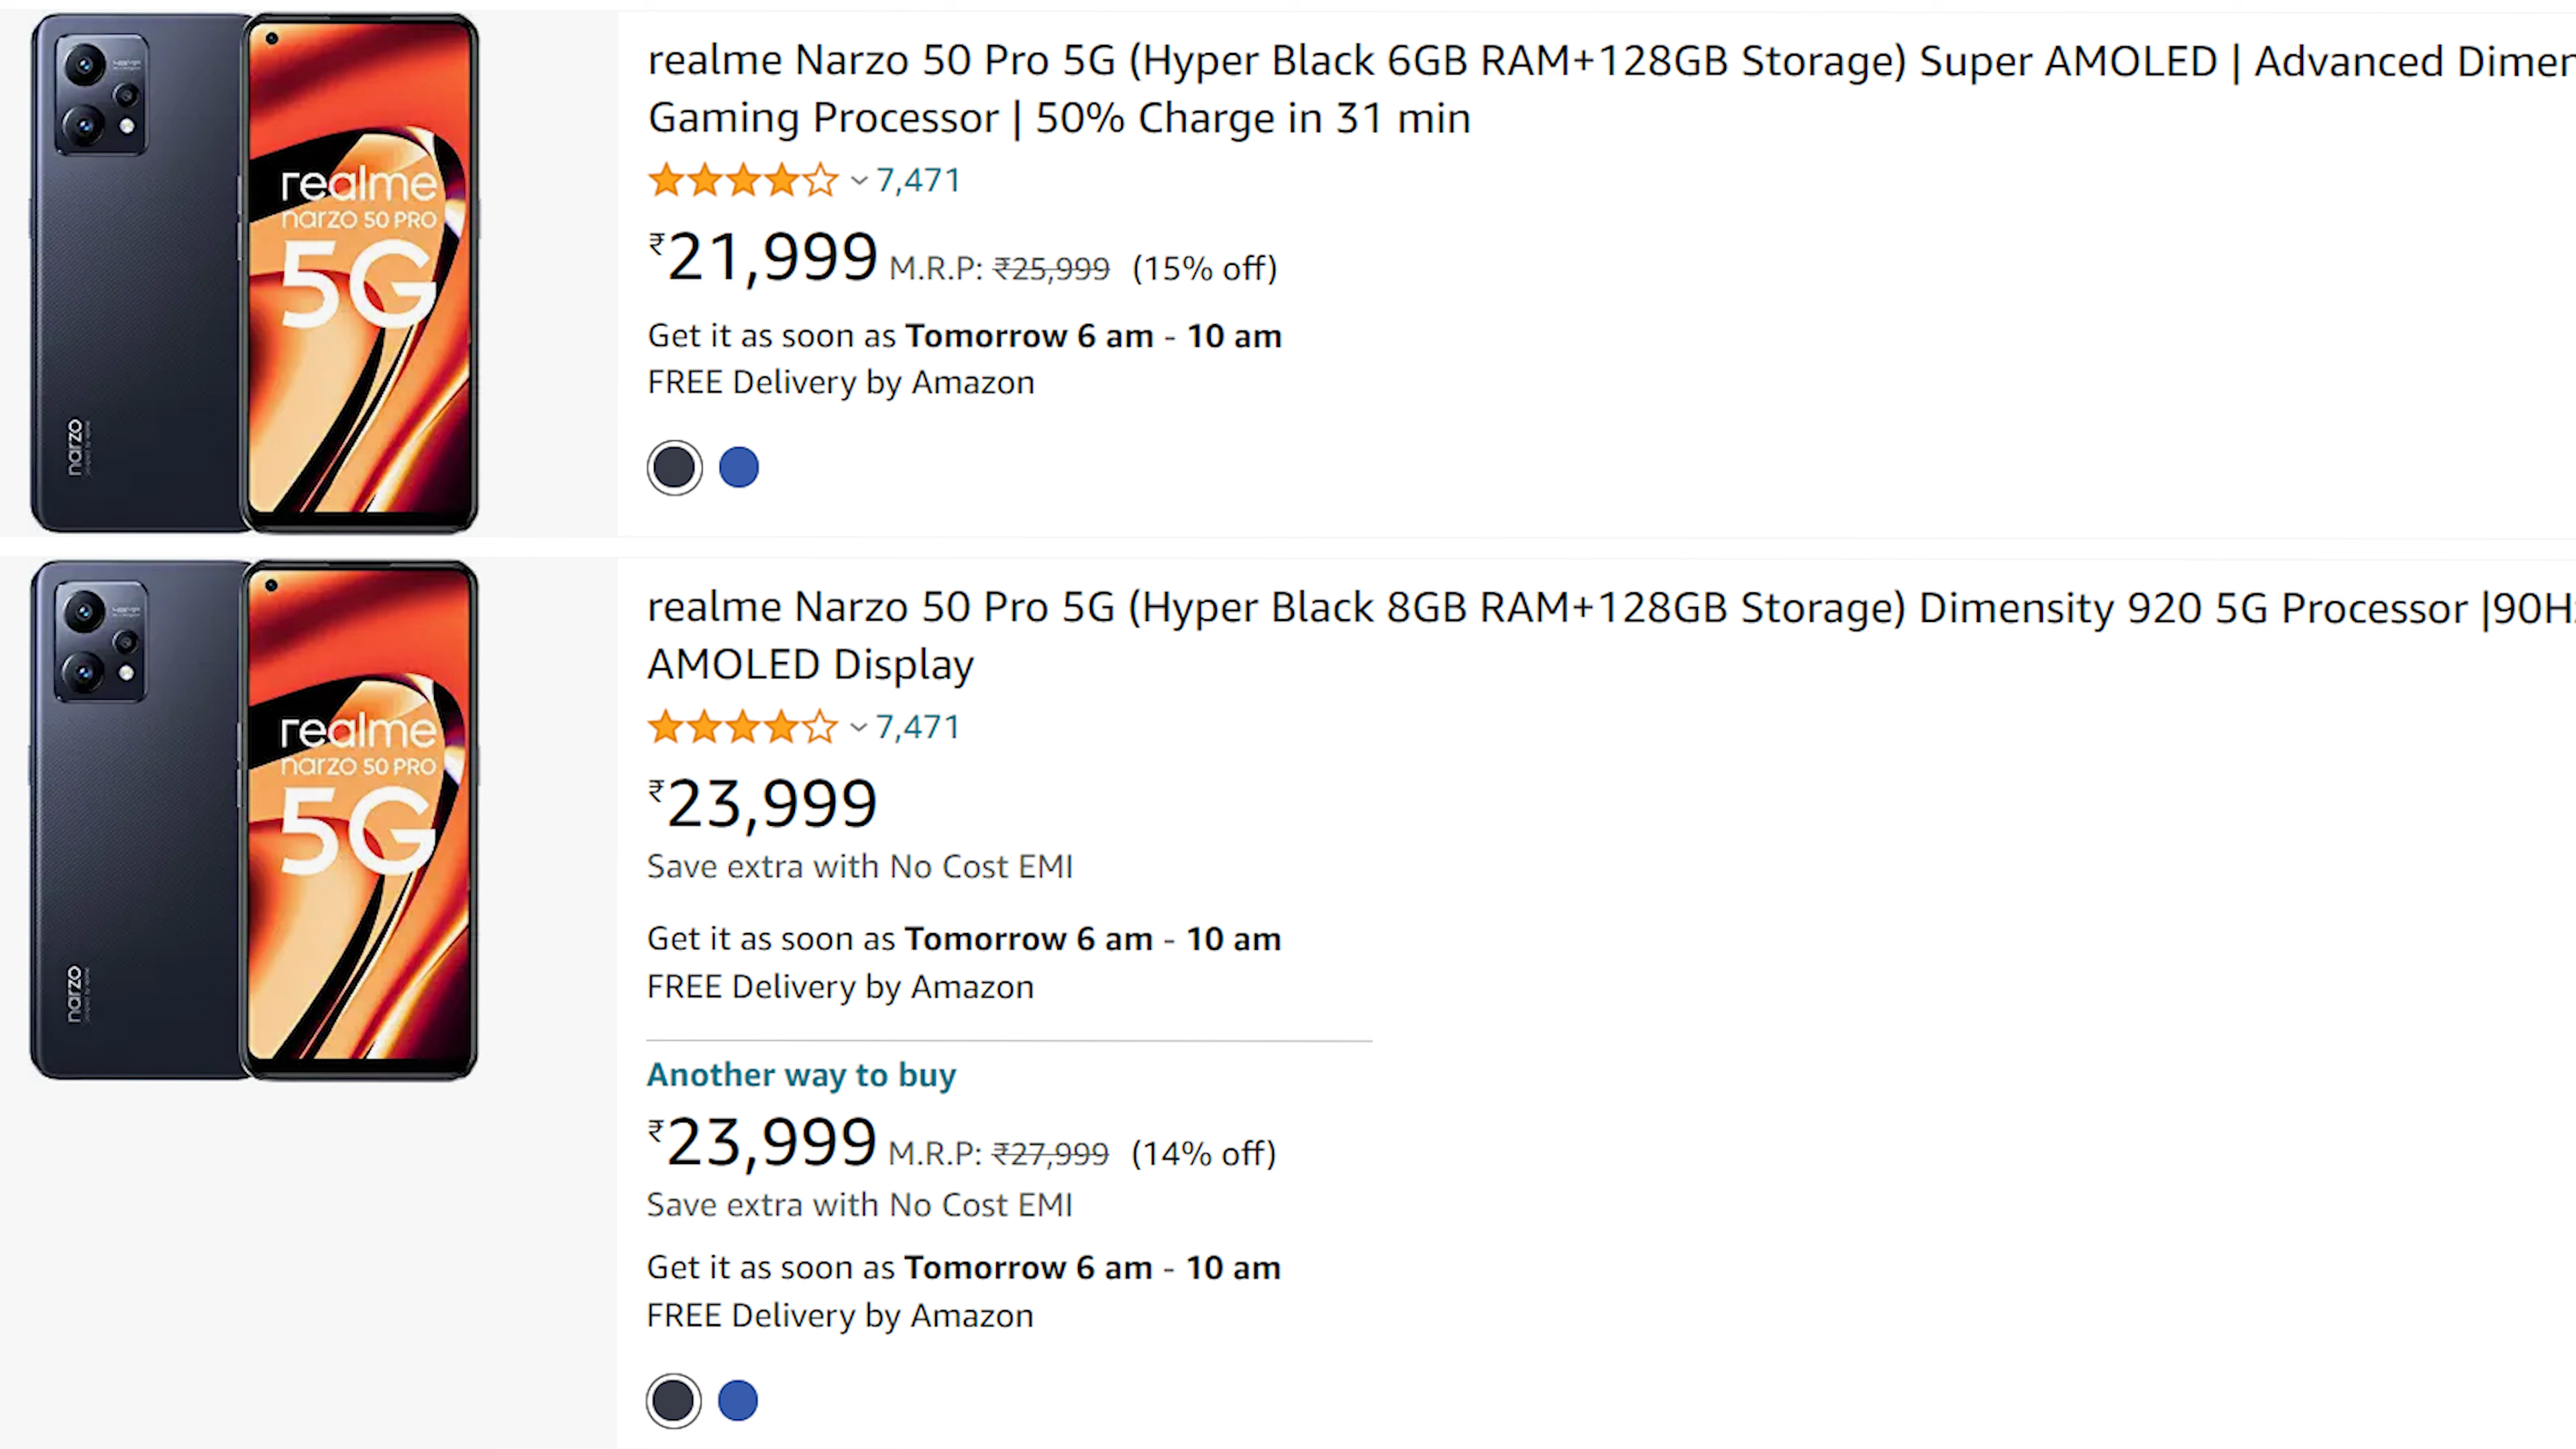 realme
narzo 50 PRO
5G
narzo
realme Narzo 50 Pro 5G (Hyper Black 6GB RAM+128GB Storage) Super AMOLED | Advanced Dimen
Gaming Processor | 50% Charge in 31 min
7,471
₹21,999 M.R.P: ₹25,999 (15% off)
Get it as soon as Tomorrow 6 am - 10 am
FREE Delivery by Amazon
realme
narzo 50 PRO
5G
narzo
realme Narzo 50 Pro 5G (Hyper Black 8GB RAM+128GB Storage) Dimensity 920 5G Processor |90H
AMOLED Display
7,471
₹23,999
Save extra with No Cost EMI
Get it as soon as Tomorrow 6 am - 10 am
FREE Delivery by Amazon
Another way to buy
₹23,999 M.R.P: ₹27,999 (14% off)
Save extra with No Cost EMI
Get it as soon as Tomorrow 6 am - 10 am
FREE Delivery by Amazon